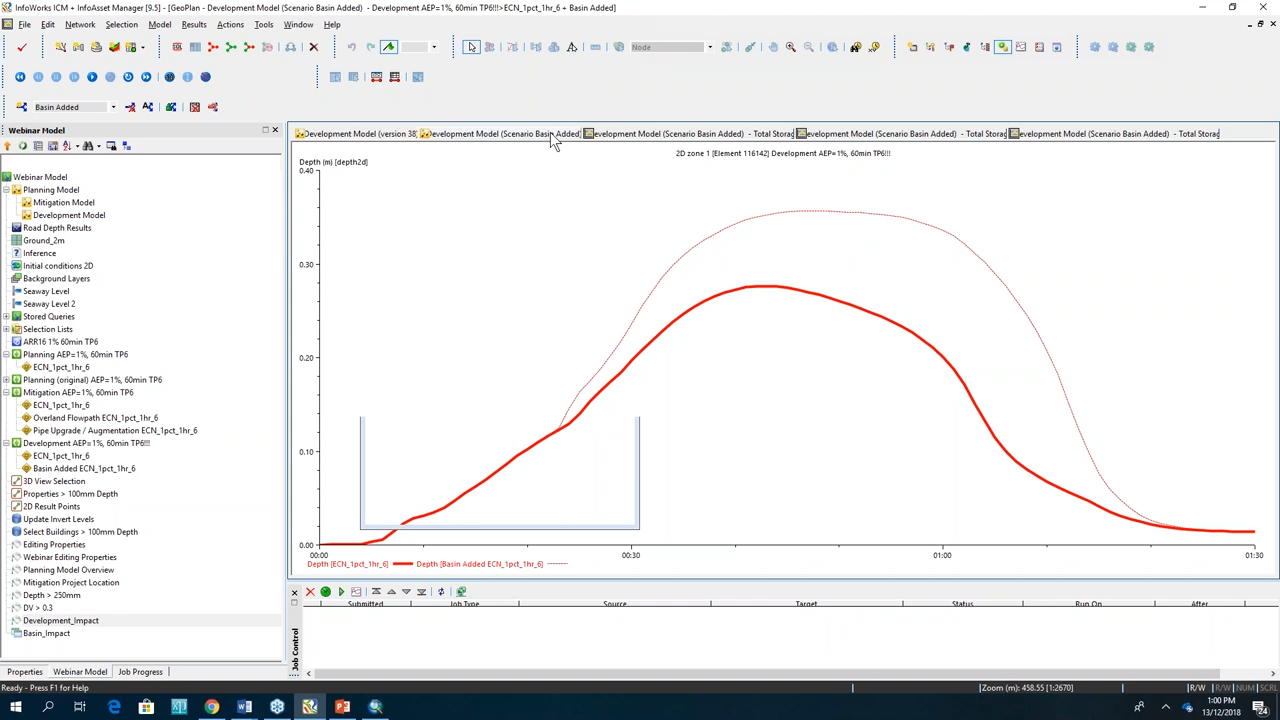 InfoWorks ICM + InfoAsset Manager [9.5] - [GeoPlan - Development Model (Scenario Basin Added) - Development AEP=1%, 60min TP6!!!>ECN_1pct_1hr_6 + Basin Added]
File Edit Network Selection Model Results Actions Tools Window Help
Node
Basin Added
Webinar Model
Development Model (version 38)
Development Model (Scenario Basin Added)
evelopment Model (Scenario Basin Added) - Total Storag
evelopment Model (Scenario Basin Added) - Total Storag
evelopment Model (Scenario Basin Added) - Total Storag
Webinar Model
Planning Model
Mitigation Model
Development Model
Road Depth Results
Ground_2m
Inference
Initial conditions 2D
Background Layers
Seaway Level
Seaway Level 2
Stored Queries
Selection Lists
ARR16 1% 60min TP6
Planning AEP=1%, 60min TP6
ECN_1pct_1hr_6
Planning (original) AEP=1%, 60min TP6
Mitigation AEP=1%, 60min TP6
ECN_1pct_1hr_6
Overland Flowpath ECN_1pct_1hr_6
Pipe Upgrade / Augmentation ECN_1pct_1hr_6
Development AEP=1%, 60min TP6!!!
ECN_1pct_1hr_6
Basin Added ECN_1pct_1hr_6
3D View Selection
Properties > 100mm Depth
2D Result Points
Update Invert Levels
Select Buildings > 100mm Depth
Editing Properties
Webinar Editing Properties
Planning Model Overview
Mitigation Project Location
Depth > 250mm
DV > 0.3
Development_Impact
Basin_Impact
Properties Webinar Model Job Progress
2D zone 1 [Element 116142] Development AEP=1%, 60min TP6!!!
Depth (m) [depth2d]
0.40
0.30
0.20
0.10
0.00
00:00 00:30 01:00 01:30
Depth [ECN_1pct_1hr_6] Depth [Basin Added ECN_1pct_1hr_6]
Job Control
Submitted Job Type Source Target Status Run On After
Ready - Press F1 for Help
Zoom (m): 458.55 [1:2670]
R/W R/W NUM SCRL
1:00 PM
13/12/2018
24